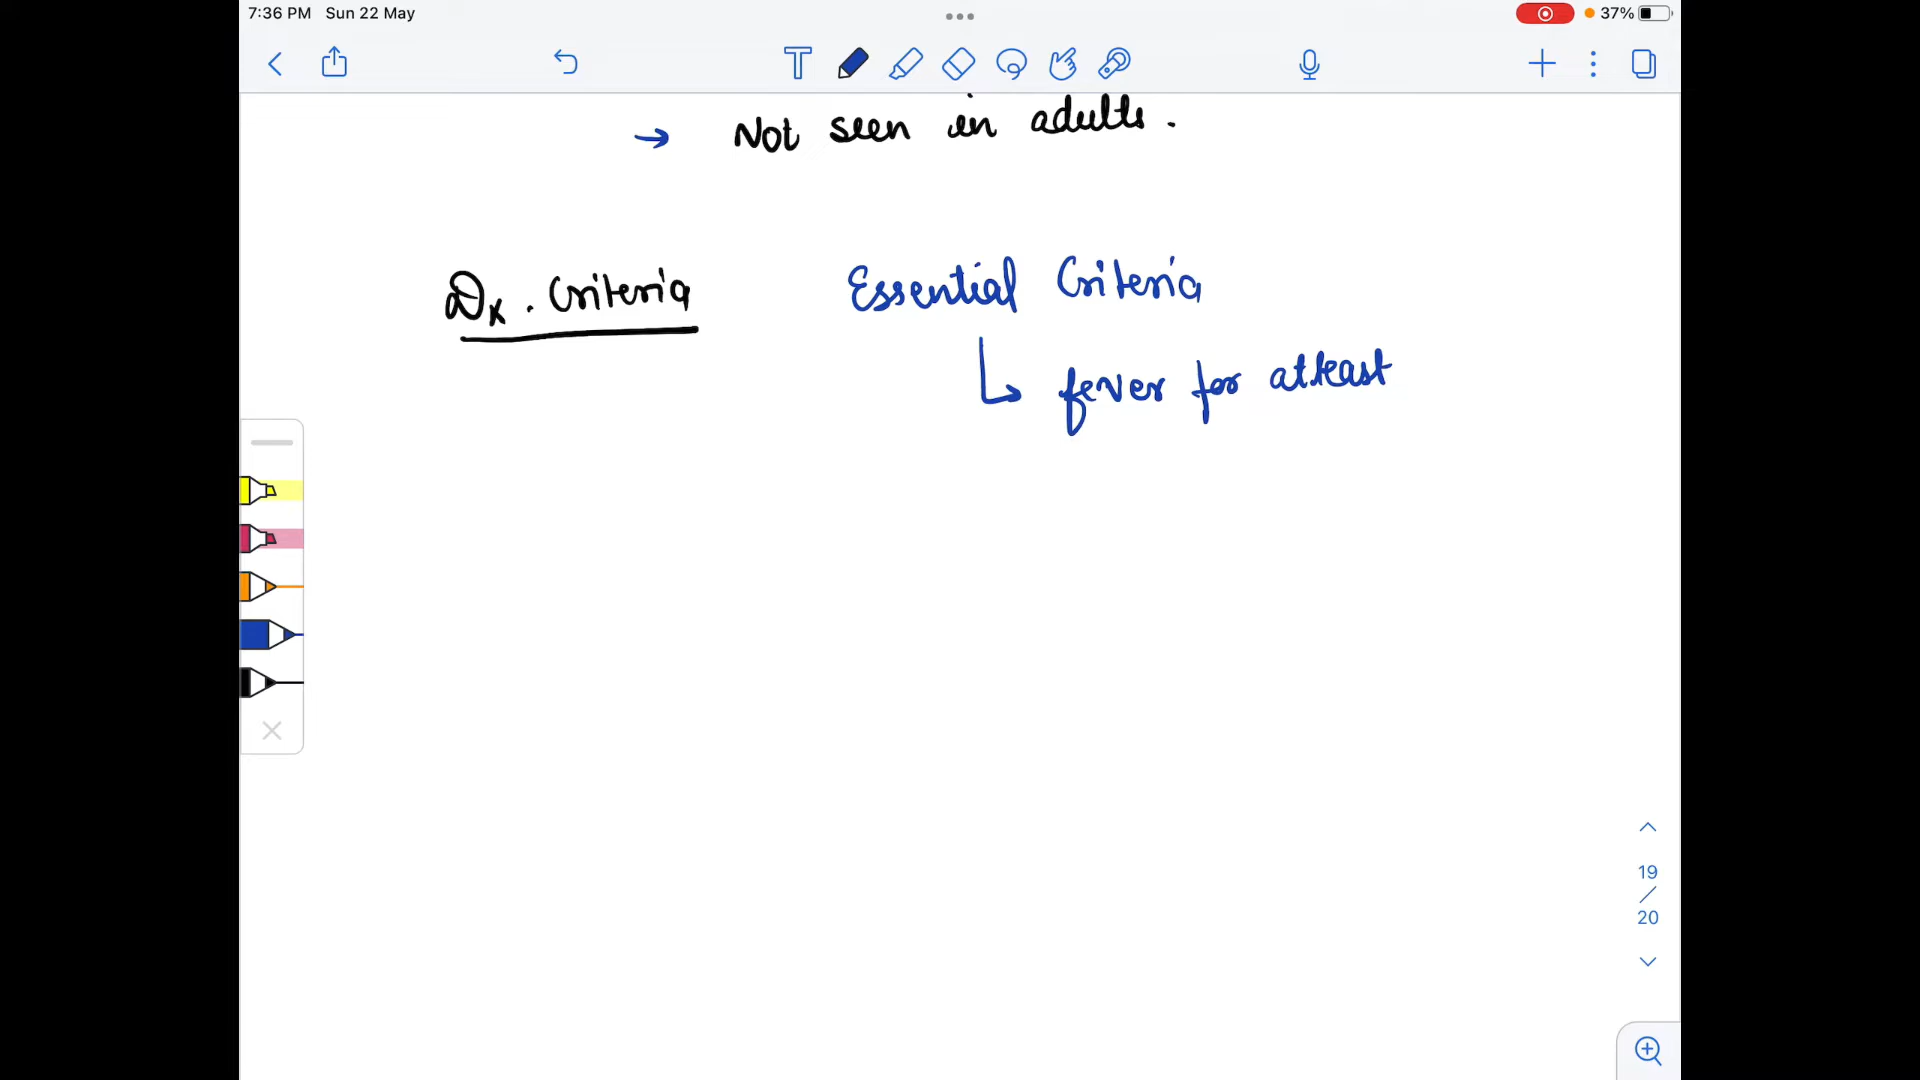 7:36 PM Sun 22 May
37%
T
→ Not seen in adults.
Dx. Criteria
Essential Criteria
fever for atleast
19
/
20